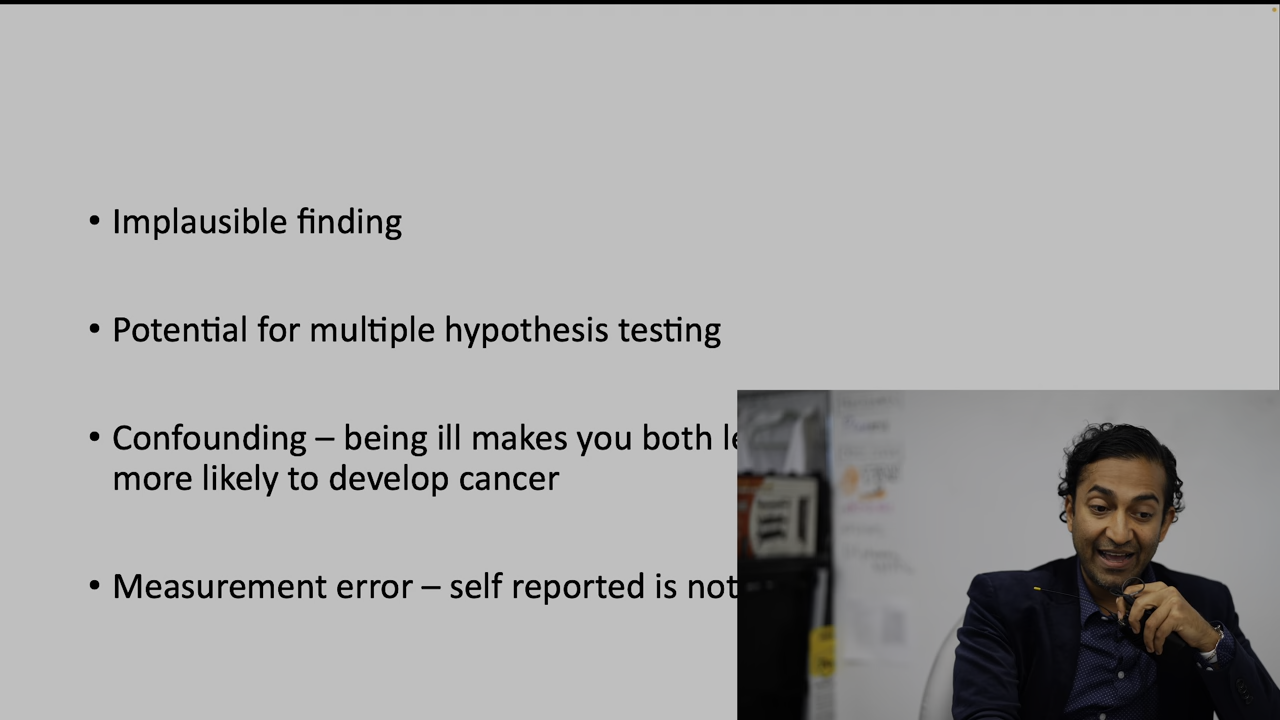 • Implausible finding
• Potential for multiple hypothesis testing
• Confounding – being ill makes you both
more likely to develop cancer
• Measurement error – self reported is not